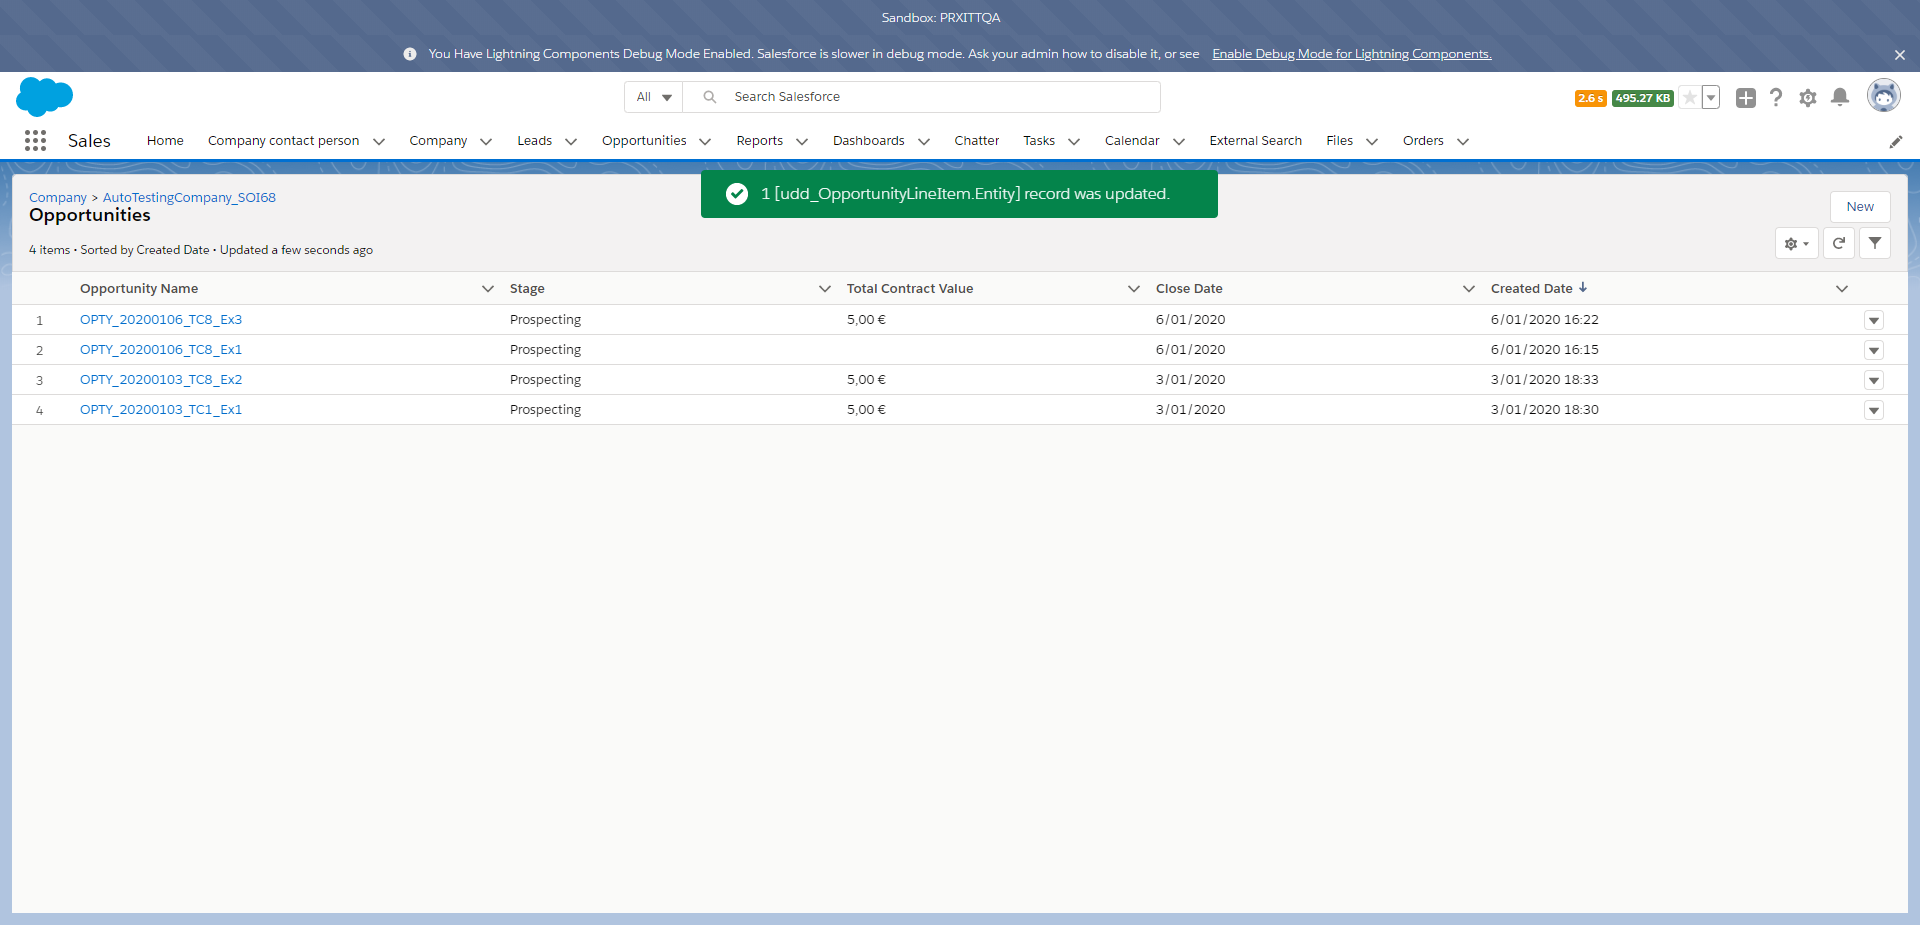 Sandbox: PRXITTQA
You Have Lightning Components Debug Mode Enabled. Salesforce is slower in debug mode. Ask your admin how to disable it, or see Enable Debug Mode for Lightning Components.
All Search Salesforce
2.6 s 495.27 KB
Sales Home Company contact person Company Leads Opportunities Reports Dashboards Chatter Tasks Calendar External Search Files Orders
1 [udd_OpportunityLineItem.Entity] record was updated.
Company > AutoTestingCompany_SOI68
Opportunities
New
4 items • Sorted by Created Date • Updated a few seconds ago
Opportunity Name Stage Total Contract Value Close Date Created Date
1 OPTY_20200106_TC8_Ex3 Prospecting 5,00 € 6/01/2020 6/01/2020 16:22
2 OPTY_20200106_TC8_Ex1 Prospecting 6/01/2020 6/01/2020 16:15
3 OPTY_20200103_TC8_Ex2 Prospecting 5,00 € 3/01/2020 3/01/2020 18:33
4 OPTY_20200103_TC1_Ex1 Prospecting 5,00 € 3/01/2020 3/01/2020 18:30